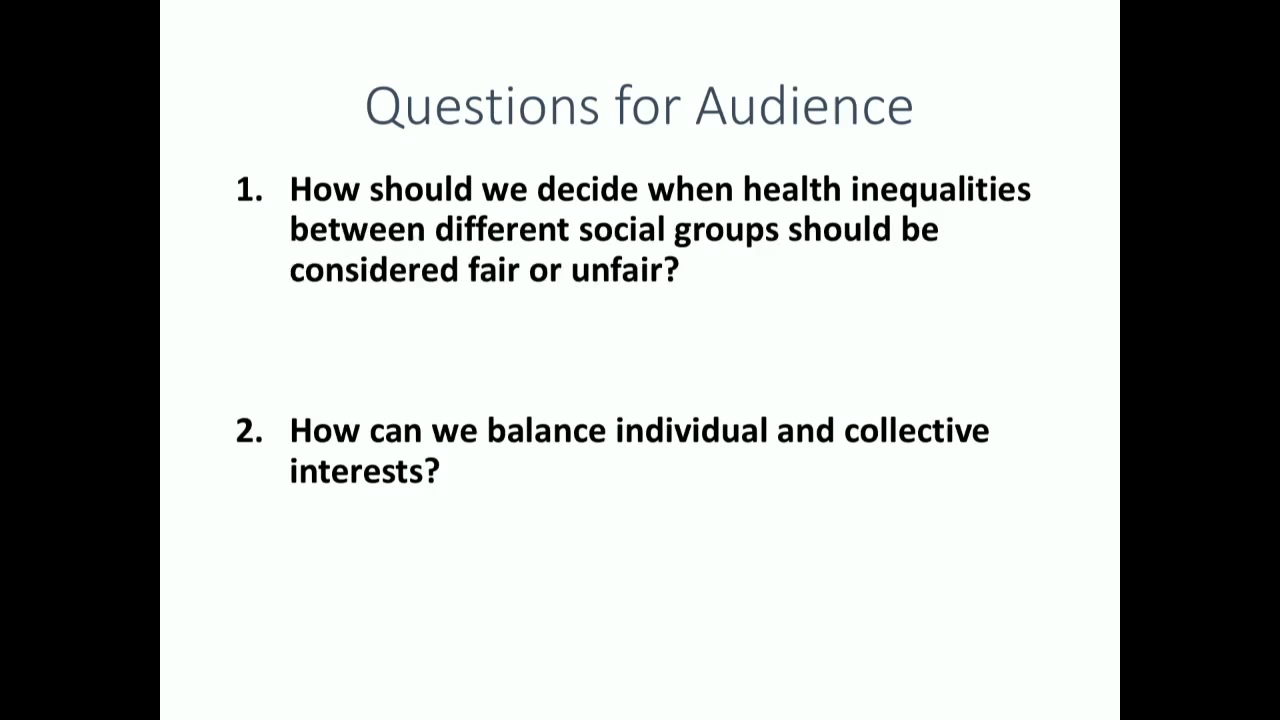 Questions for Audience
1. How should we decide when health inequalities
between different social groups should be
considered fair or unfair?
2. How can we balance individual and collective
interests?